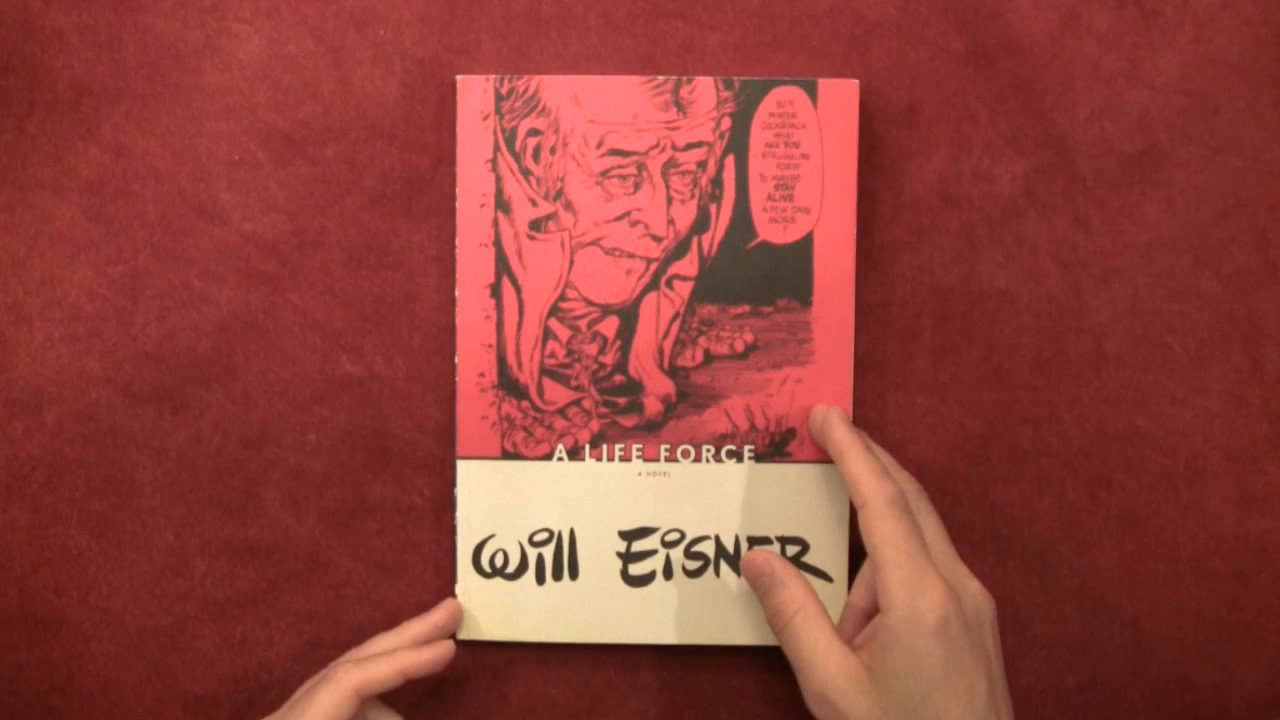 SO?
MISTER
COCKROACH
WHAT
ARE YOU
STRUGGLING
FOR??
TO MAYBE
STAY
ALIVE
A FEW DAYS
MORE
?
A LIFE FORCE
A NOVEL
Will EiSNER